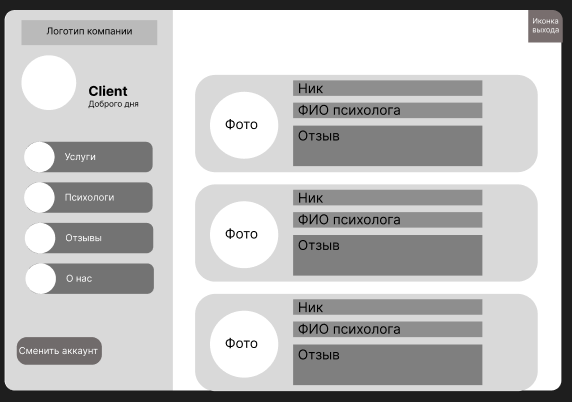 Логотип компании
Иконка
выхода
Client
Доброго дня
Услуги
Психологи
Отзывы
О нас
Сменить аккаунт
Фото
Ник
ФИО психолога
Отзыв
Фото
Ник
ФИО психолога
Отзыв
Фото
Ник
ФИО психолога
Отзыв